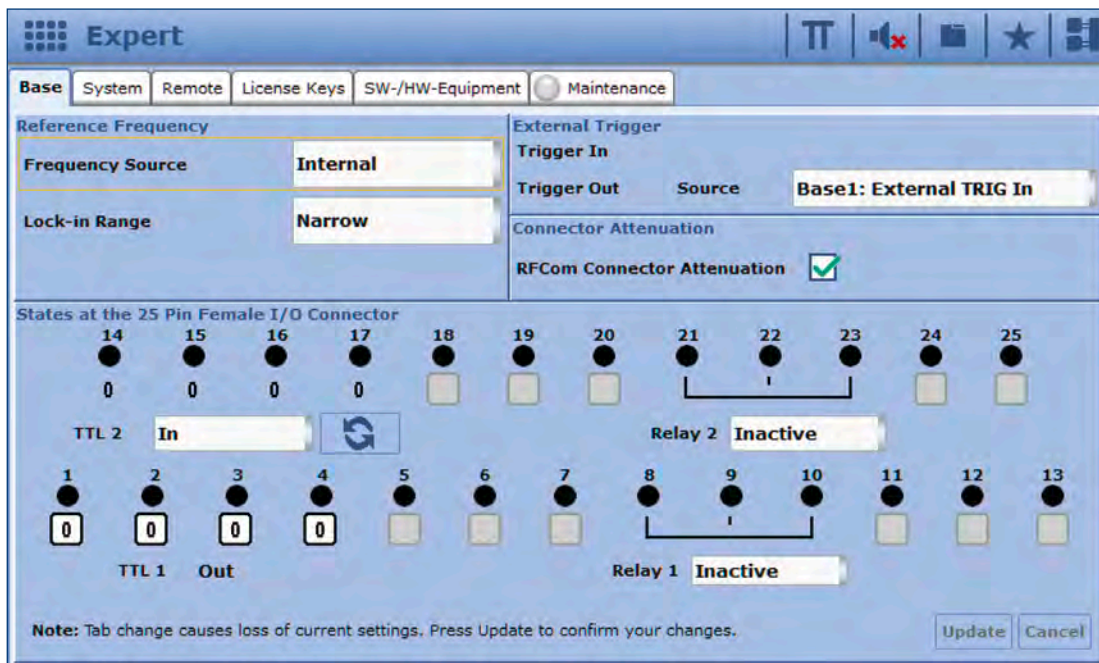 Expert
Base System Remote License Keys SW-/HW-Equipment Maintenance
Reference Frequency
Frequency Source Internal
Lock-in Range Narrow
External Trigger
Trigger In
Trigger Out Source Base1: External TRIG In
Connector Attenuation
RFCom Connector Attenuation
States at the 25 Pin Female I/O Connector
14 15 16 17 18 19 20 21 22 23 24 25
0 0 0 0
TTL 2 In Relay 2 Inactive
1 2 3 4 5 6 7 8 9 10 11 12 13
0 0 0 0
TTL 1 Out Relay 1 Inactive
Note: Tab change causes loss of current settings. Press Update to confirm your changes.
Update Cancel